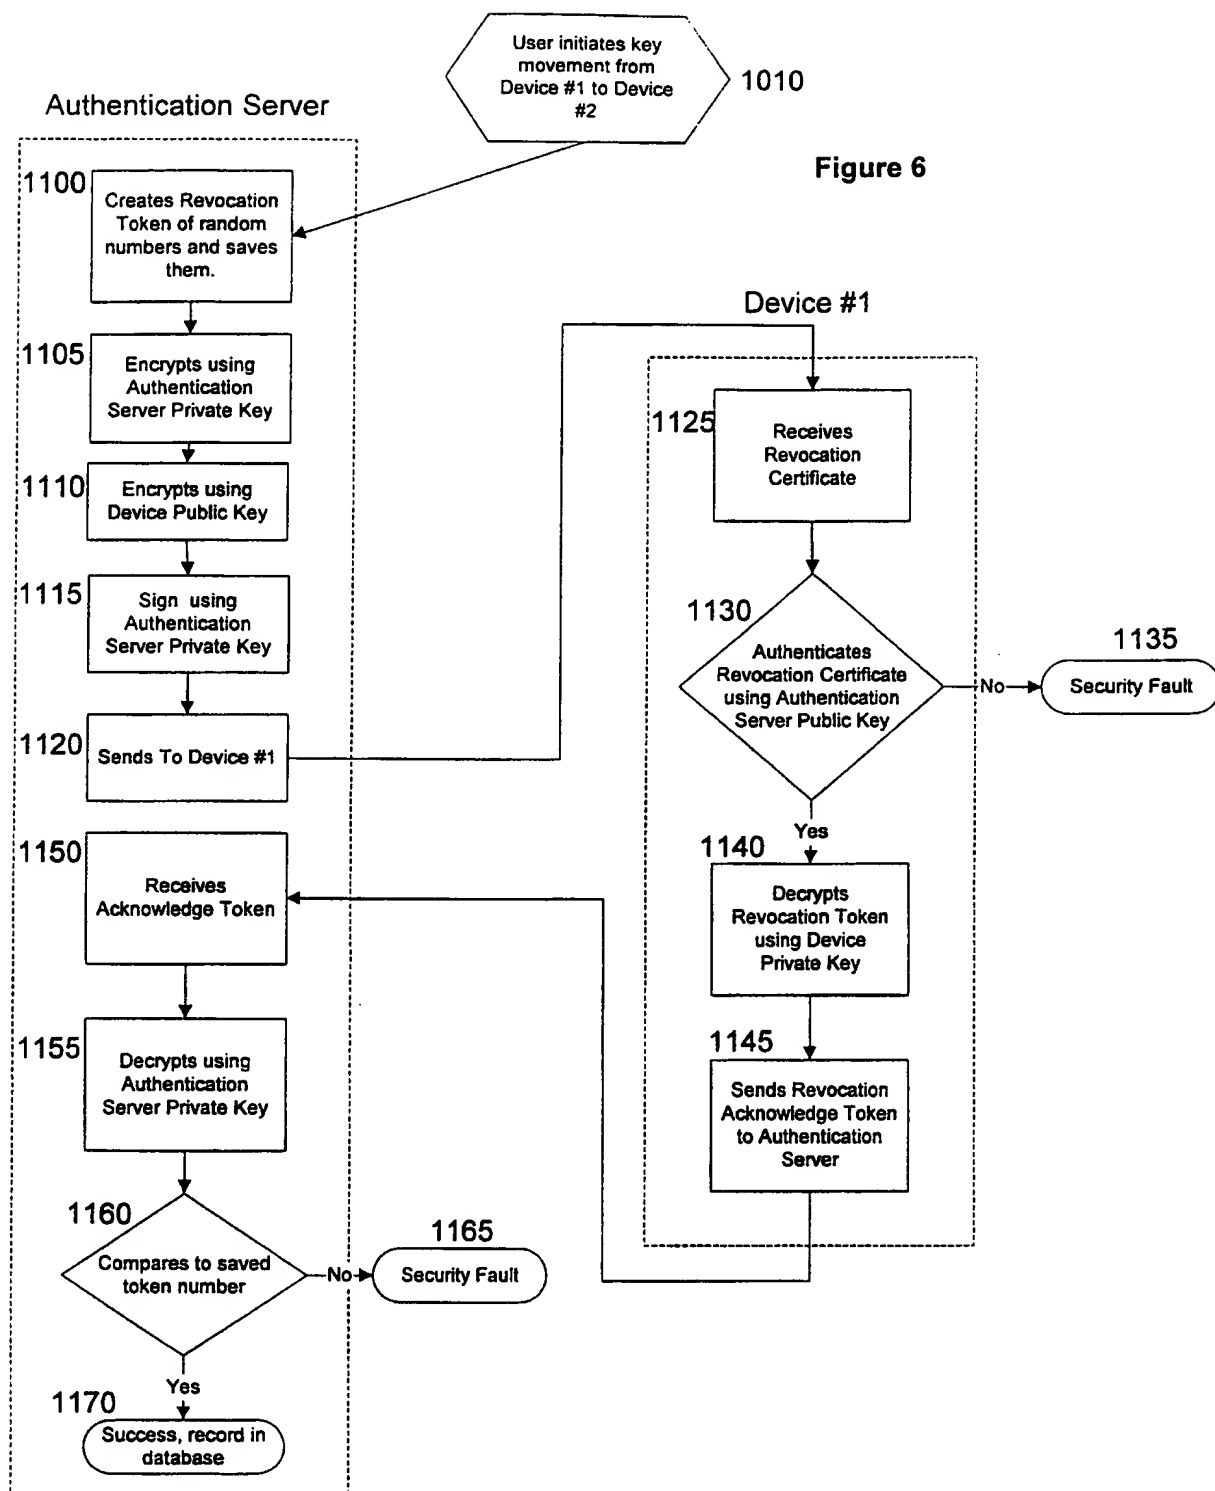 User initiates key
movement from
Device #1 to Device
#2
1010
Authentication Server
Figure 6
1100
Creates Revocation
Token of random
numbers and saves
them.
Device #1
1105
Encrypts using
Authentication
Server Private Key
1125
Receives
Revocation
Certificate
1110
Encrypts using
Device Public Key
1115
Sign using
Authentication
Server Private Key
1130
Authenticates
Revocation Certificate
using Authentication
Server Public Key
No
1135
Security Fault
1120
Sends To Device #1
Yes
1150
Receives
Acknowledge Token
1140
Decrypts
Revocation Token
using Device
Private Key
1155
Decrypts using
Authentication
Server Private Key
1145
Sends Revocation
Acknowledge Token
to Authentication
Server
1160
Compares to saved
token number
No
1165
Security Fault
Yes
1170
Success, record in
database